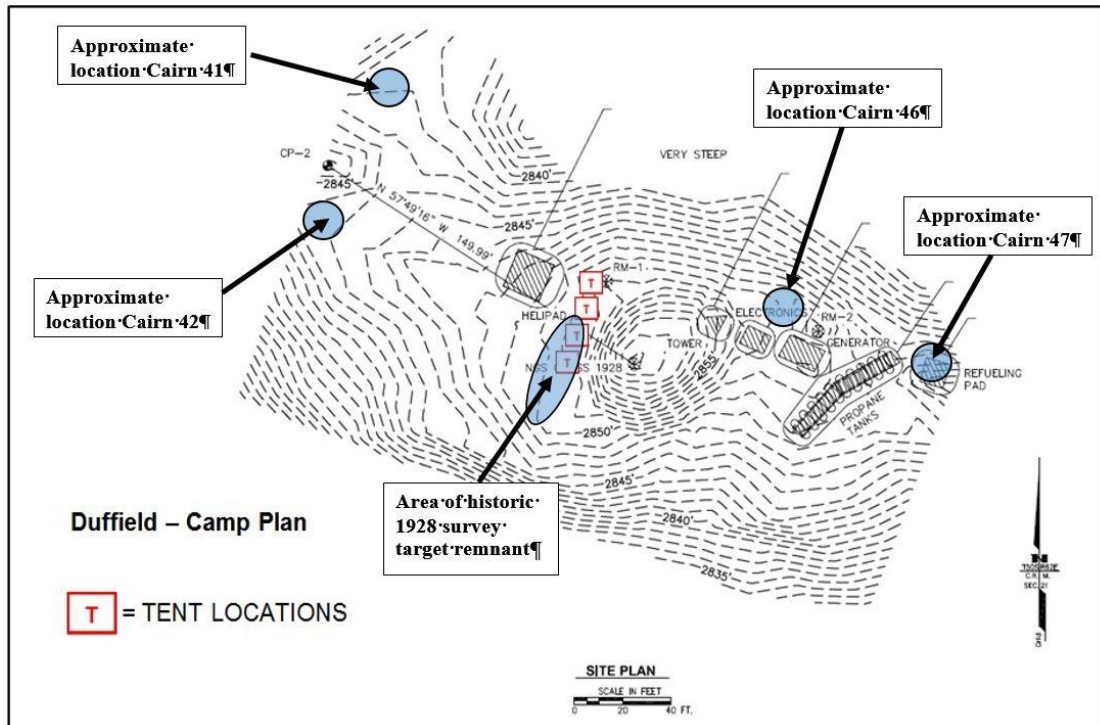 Approximate·
location·Cairn·41¶
Approximate·
location·Cairn·46¶
VERY STEEP
CP-2
2840'
2845'
N 57°49'16" W 149.99'
2845'
Approximate·
location·Cairn·47¶
Approximate·
location·Cairn·42¶
T
RM-1
T
HELIPAD
T
ELECTRONICS
RM-2
TOWER
GENERATOR
T
NGS
SS 1928
2855'
REFUELING
PAD
PROPANE
TANKS
2850'
2845'
2840'
2835'
Area·of·historic·
1928·survey·
target·remnant¶
Duffield – Camp Plan
T = TENT LOCATIONS
N
C.R. M.
SEC. 21
Grid
SITE PLAN
SCALE IN FEET
0 20 40 FT.